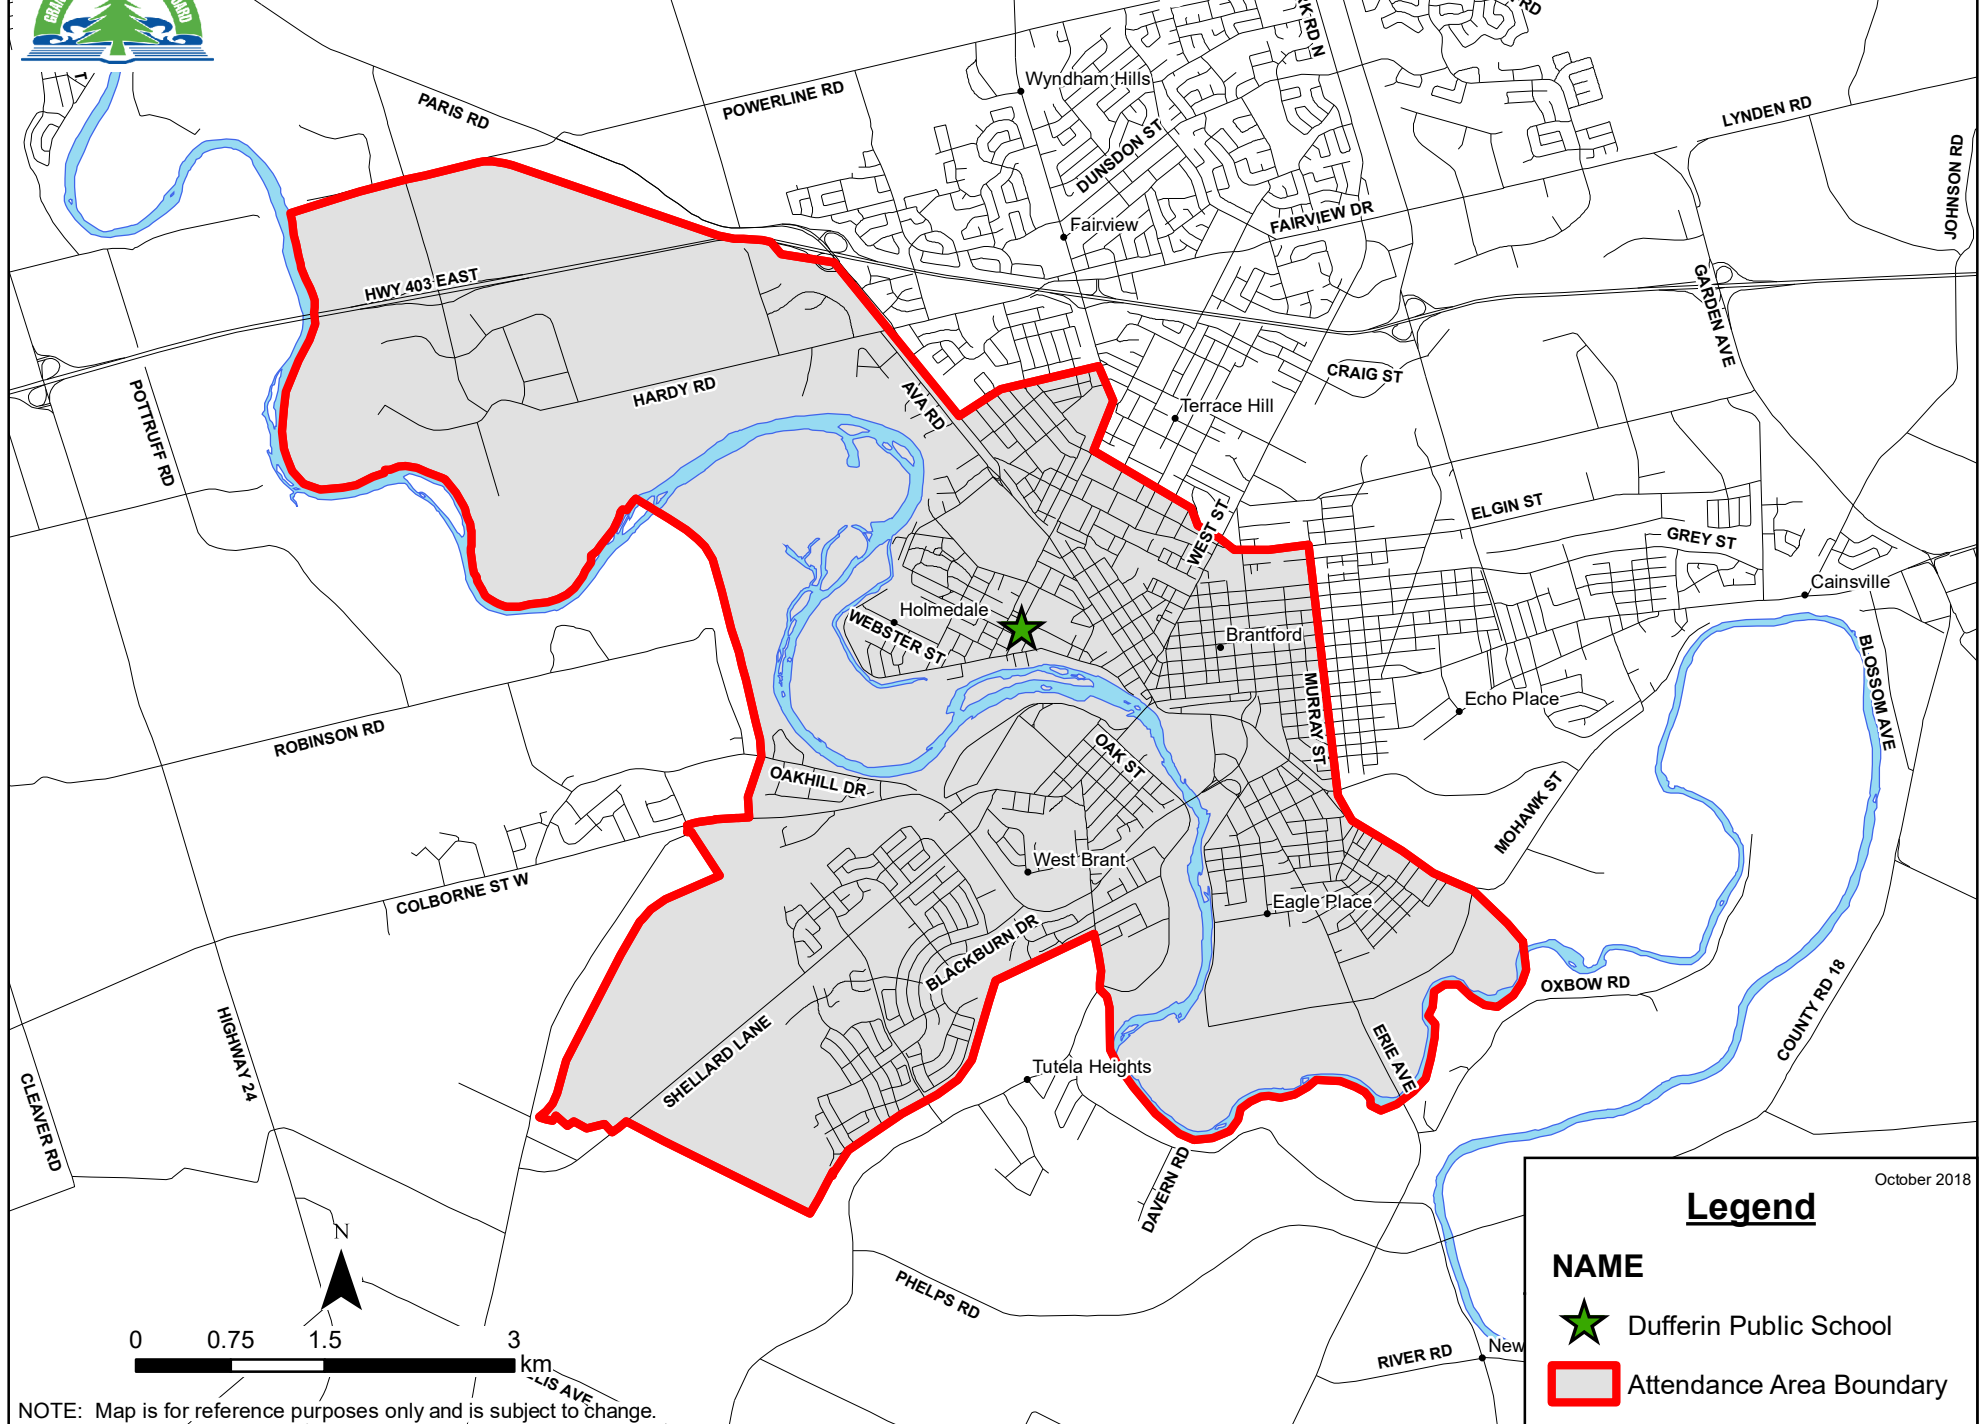 PARIS RD
POWERLINE RD
Wyndham Hills
DUNSDON ST
LYNDEN RD
JOHNSON RD
Fairview
FAIRVIEW DR
HWY 403 EAST
GARDEN AVE
POTTRUFF RD
HARDY RD
AVA RD
CRAIG ST
Terrace Hill
WEST ST
ELGIN ST
GREY ST
Cainsville
Holmedale
WEBSTER ST
Brantford
BLOSSOM AVE
MURRAY ST
Echo Place
ROBINSON RD
OAK ST
OAKHILL DR
MOHAWK ST
West Brant
COLBORNE ST W
Eagle Place
BLACKBURN DR
OXBOW RD
COUNTY RD 18
HIGHWAY 24
SHELLARD LANE
ERIE AVE
Tutela Heights
CLEAVER RD
DAVERN RD
PHELPS RD
RIVER RD
New
N
0 0.75 1.5 3
km
LIS AVE
NOTE: Map is for reference purposes only and is subject to change.
October 2018
Legend
NAME
Dufferin Public School
Attendance Area Boundary